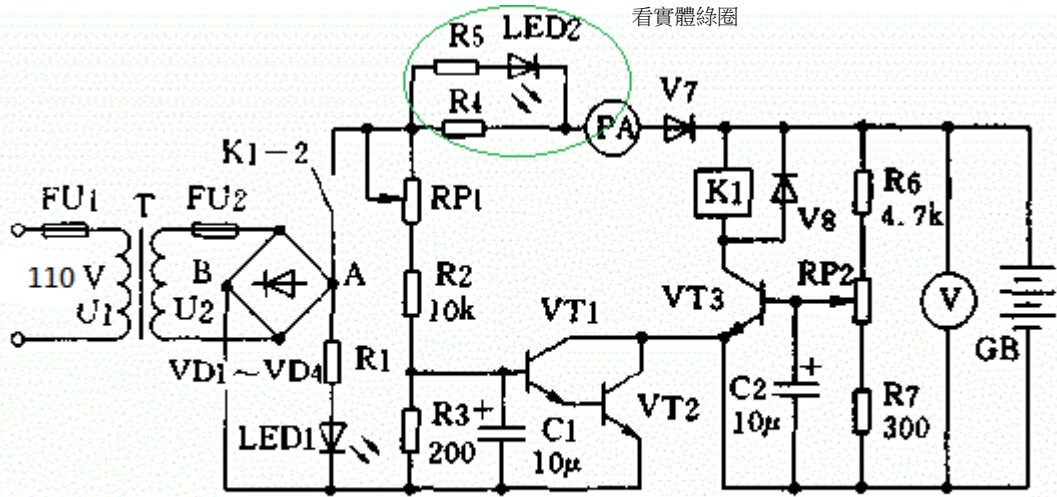 看實體綠圈
R5 LED2
R4
PA
V7
K1-2
FU1 T FU2
RP1
K1
V8
R6
4.7k
110 V
U1
U2
B
A
R2
10k
VT1
VT3
RP2
V
GB
VD1~VD4
R1
VT2
C2
10μ
R7
300
LED1
R3
200
C1
10μ
+
+